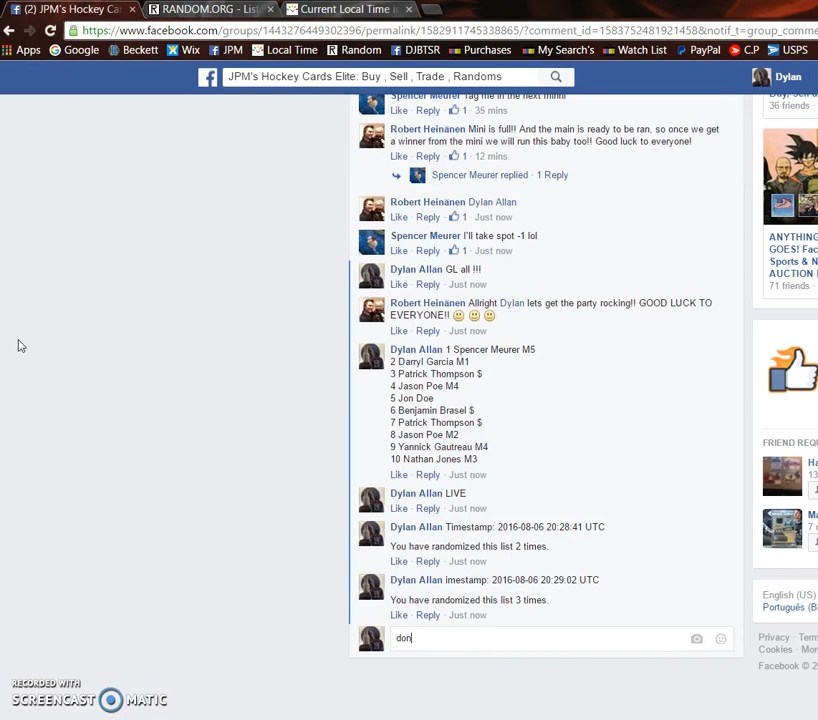 JPM's Hockey Ca
RANDOM.ORG - List
Current Local Time in
https://www.facebook.com/groups/1443276449302396/permalink/1582911745338865/?comment_id=1583752481921458&notif_t=group_comme
Apps Google Beckett Wix JPM Local Time Random DJBTSR Purchases My Search's Watch List PayPal C.P USPS
JPM's Hockey Cards Elite: Buy , Sell , Trade , Randoms
Dylan
Spencer Meurer Tag me in the next minni
Like · Reply · 1 · 35 mins
Robert Heinänen Mini is full!! And the main is ready to be ran, so once we get
a winner from the mini we will run this baby too!! Good luck to everyone!
Like · Reply · 1 · 12 mins
Spencer Meurer replied · 1 Reply
Robert Heinänen Dylan Allan
Like · Reply · 1 · Just now
Spencer Meurer I'll take spot -1 lol
Like · Reply · 1 · Just now
Dylan Allan GL all !!!
Like · Reply · Just now
Robert Heinänen Allright Dylan lets get the party rocking!! GOOD LUCK TO
EVERYONE!!
Like · Reply · Just now
Dylan Allan 1 Spencer Meurer M5
2 Darryl Garcia M1
3 Patrick Thompson $
4 Jason Poe M4
5 Jon Doe
6 Benjamin Brasel $
7 Patrick Thompson $
8 Jason Poe M2
9 Yannick Gautreau M4
10 Nathan Jones M3
Like · Reply · Just now
Dylan Allan LIVE
Like · Reply · Just now
Dylan Allan Timestamp: 2016-08-06 20:28:41 UTC
You have randomized this list 2 times.
Like · Reply · Just now
Dylan Allan imestamp: 2016-08-06 20:29:02 UTC
You have randomized this list 3 times.
Like · Reply · Just now
don
36 friends
ANYTHING
GOES! Fac
Sports & N
AUCTION
71 friends
FRIEND REQU
Ha
13
Ma
7 m
English (US)
Português (B
Privacy · Term
Cookies · Mor
Facebook © 2
RECORDED WITH
SCREENCAST MATIC